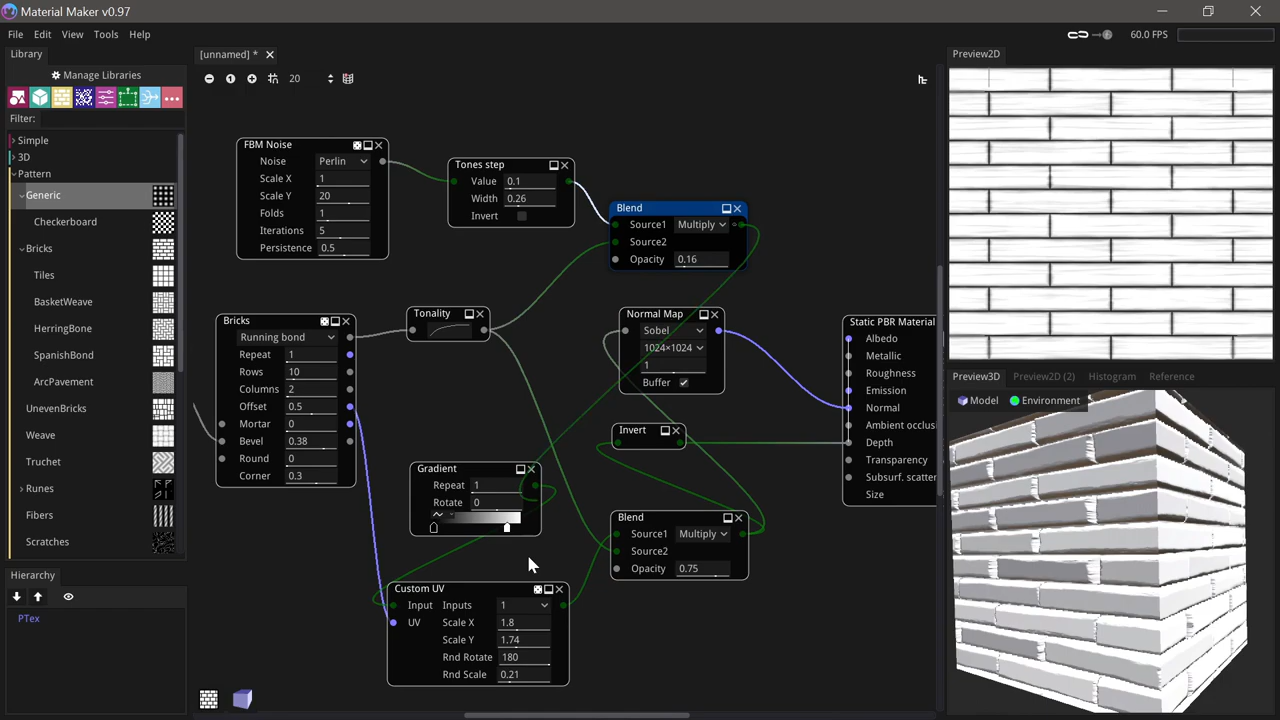 Material Maker v0.97
File Edit View Tools Help
60.0 FPS
Library
[unnamed] *
Preview2D
Manage Libraries
20
Filter:
Simple
3D
Pattern
Generic
Checkerboard
Bricks
Tiles
BasketWeave
HerringBone
SpanishBond
ArcPavement
UnevenBricks
Weave
Truchet
Runes
Fibers
Scratches
Hierarchy
PTex
FBM Noise
Noise Perlin
Scale X 1
Scale Y 20
Folds 1
Iterations 5
Persistence 0.5
Tones step
Value 0.1
Width 0.26
Invert
Blend
Source1 Multiply
Source2
Opacity 0.16
Bricks
Running bond
Repeat 1
Rows 10
Columns 2
Offset 0.5
Mortar 0
Bevel 0.38
Round 0
Corner 0.3
Tonality
Normal Map
Sobel
1024×1024
1
Buffer
Invert
Gradient
Repeat 1
Rotate 0
Blend
Source1 Multiply
Source2
Opacity 0.75
Custom UV
Input Inputs 1
UV Scale X 1.8
Scale Y 1.74
Rnd Rotate 180
Rnd Scale 0.21
Static PBR Material
Albedo
Metallic
Roughness
Emission
Normal
Ambient occlus
Depth
Transparency
Subsurf. scatter
Size
Preview3D Preview2D (2) Histogram Reference
Model Environment